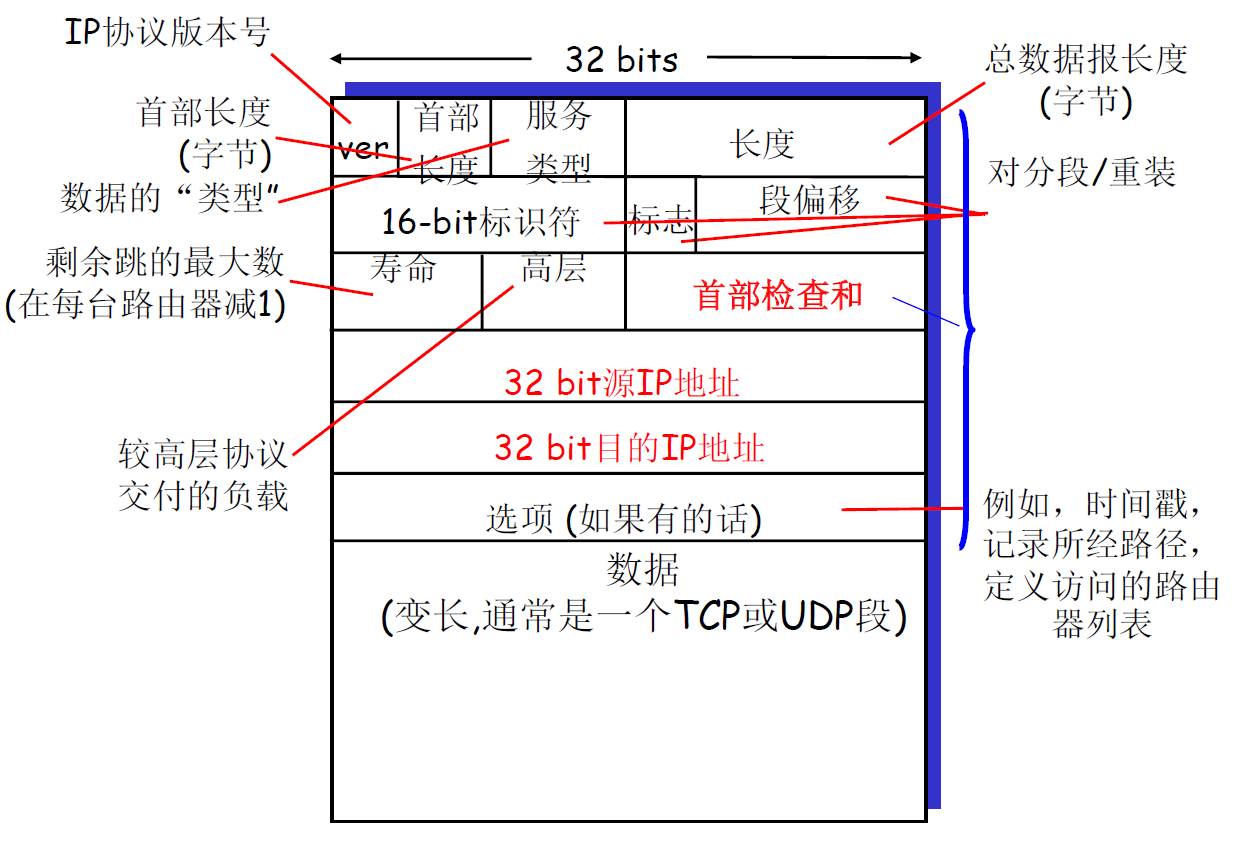 IP协议版本号
32 bits
总数据报长度
(字节)
首部长度
(字节)
数据的“类型”
ver
首部
长度
服务
类型
长度
对分段/重装
16-bit标识符
标志
段偏移
剩余跳的最大数
(在每台路由器减1)
寿命
高层
首部检查和
32 bit源IP地址
32 bit目的IP地址
较高层协议
交付的负载
选项 (如果有的话)
例如，时间戳，
记录所经路径，
定义访问的路由
器列表
数据
(变长,通常是一个TCP或UDP段)